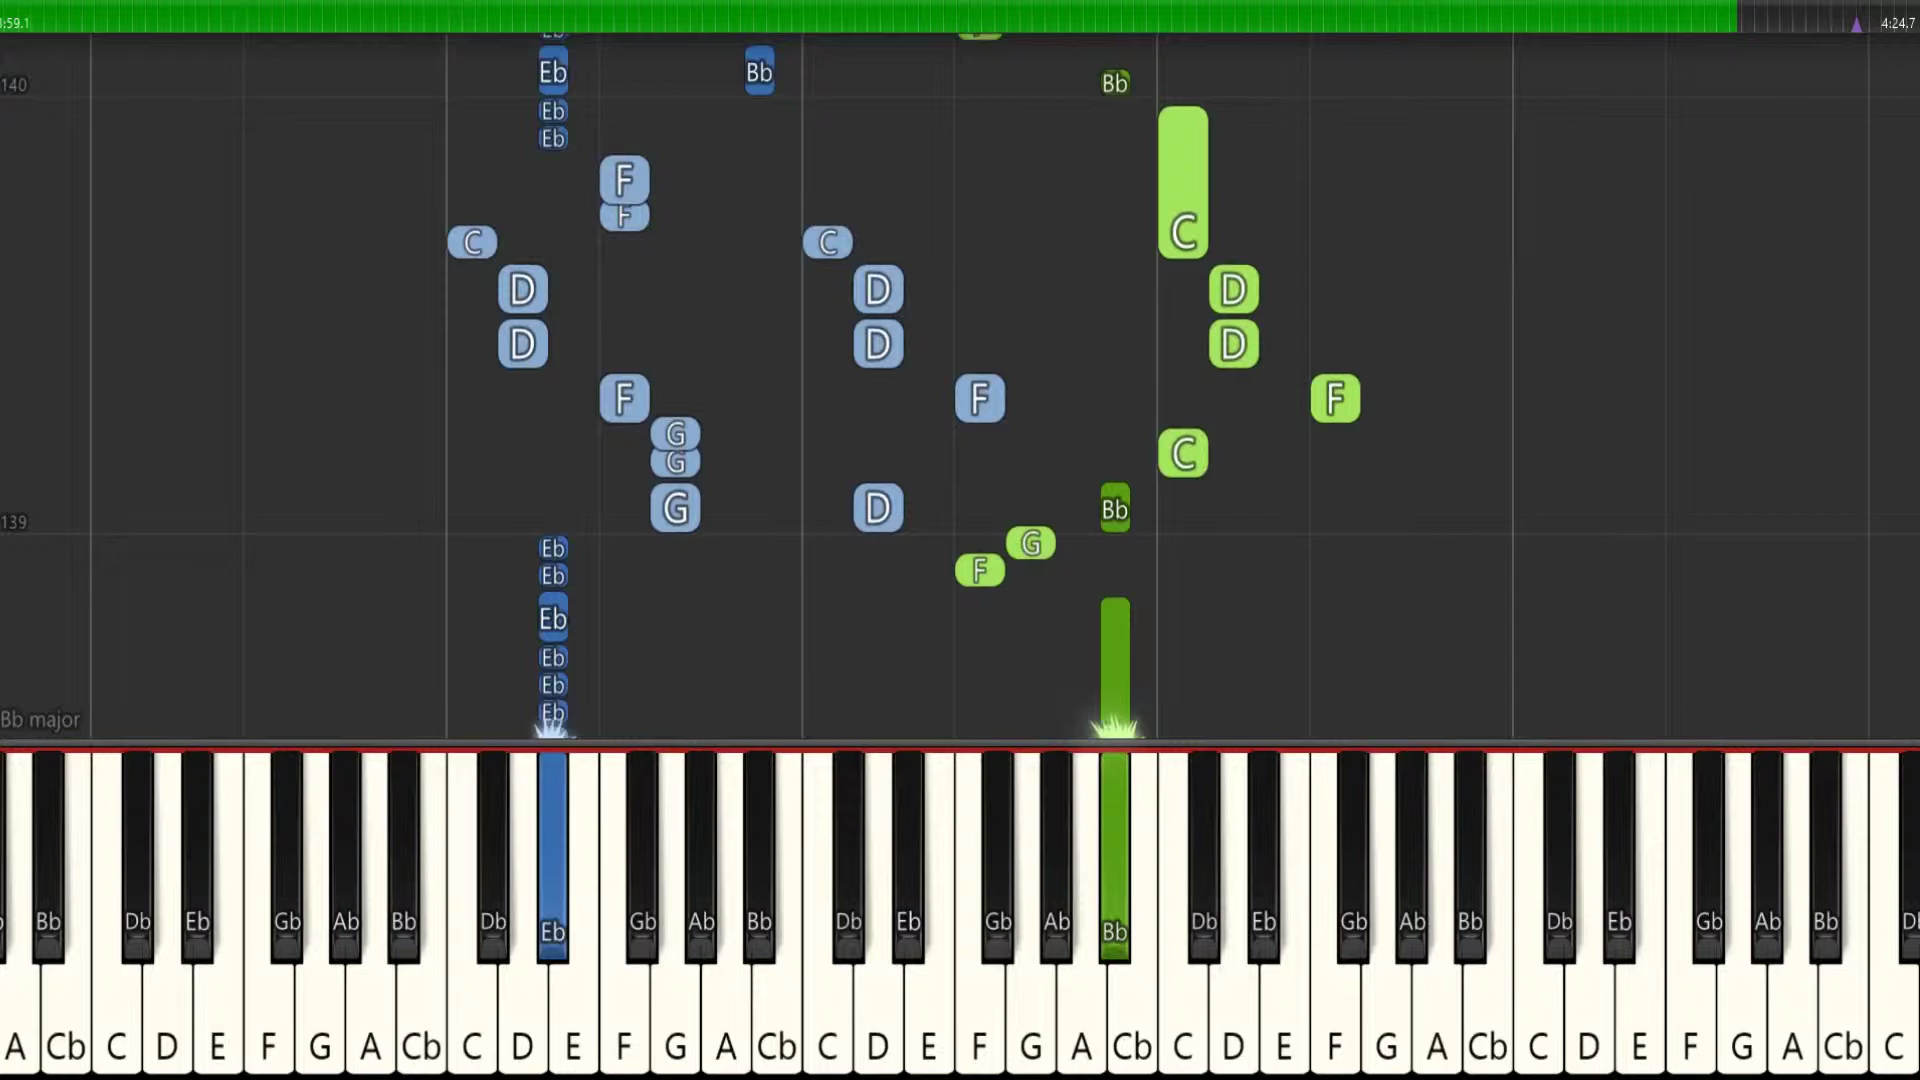 :59.1 4:24.7
Eb
Eb Bb
140 Bb
Eb
Eb
F
F
C C C
D D D
D D D
F F F
G
G C
G D Bb
139
Eb G
Eb F
Eb
Eb
Eb
Eb
Bb major
Bb Db Eb Gb Ab Bb Db Eb Gb Ab Bb Db Eb Gb Ab Bb Db Eb Gb Ab Bb Db Eb Gb Ab Bb
A Cb C D E F G A Cb C D E F G A Cb C D E F G A Cb C D E F G A Cb C D E F G A Cb C